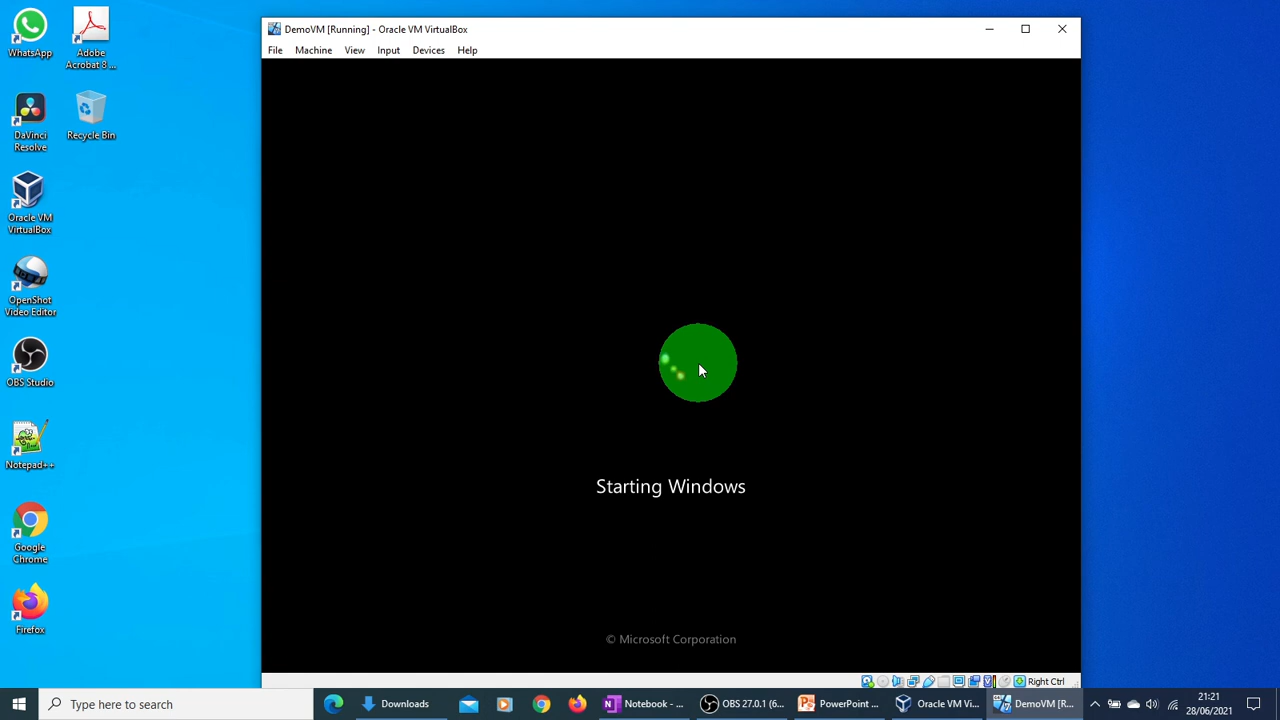 WhatsApp
Adobe
Acrobat 8 ...
DaVinci
Resolve
Recycle Bin
Oracle VM
VirtualBox
OpenShot
Video Editor
OBS Studio
Notepad++
Google
Chrome
Firefox
DemoVM [Running] - Oracle VM VirtualBox
File Machine View Input Devices Help
Starting Windows
© Microsoft Corporation
Right Ctrl
Type here to search
Downloads
Notebook - ...
OBS 27.0.1 (6...
PowerPoint ...
Oracle VM Vi...
DemoVM [R...
21:21
28/06/2021